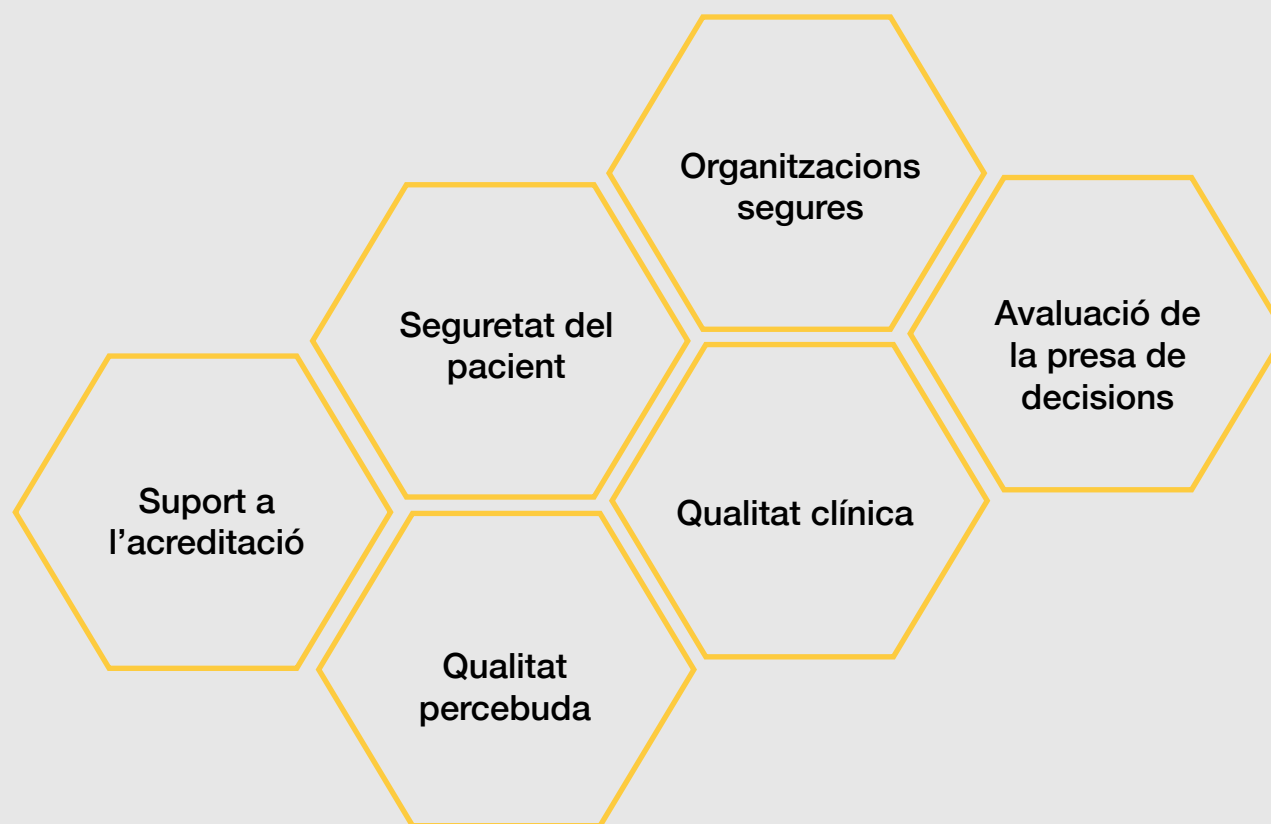 Organitzacions
segures
Seguretat del
pacient
Avaluació de
la presa de
decisions
Suport a
l’acreditació
Qualitat clínica
Qualitat
percebuda